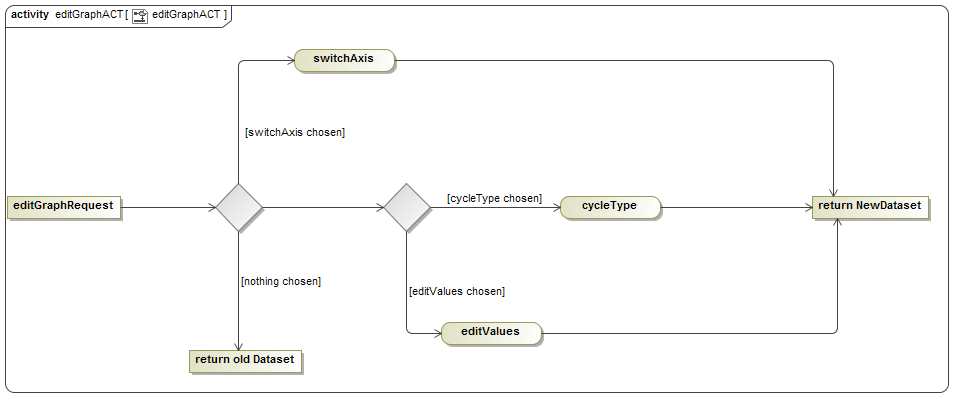 activity editGraphACT [ editGraphACT ]
switchAxis
[switchAxis chosen]
editGraphRequest
[cycleType chosen]
cycleType
return NewDataset
[nothing chosen]
[editValues chosen]
editValues
return old Dataset